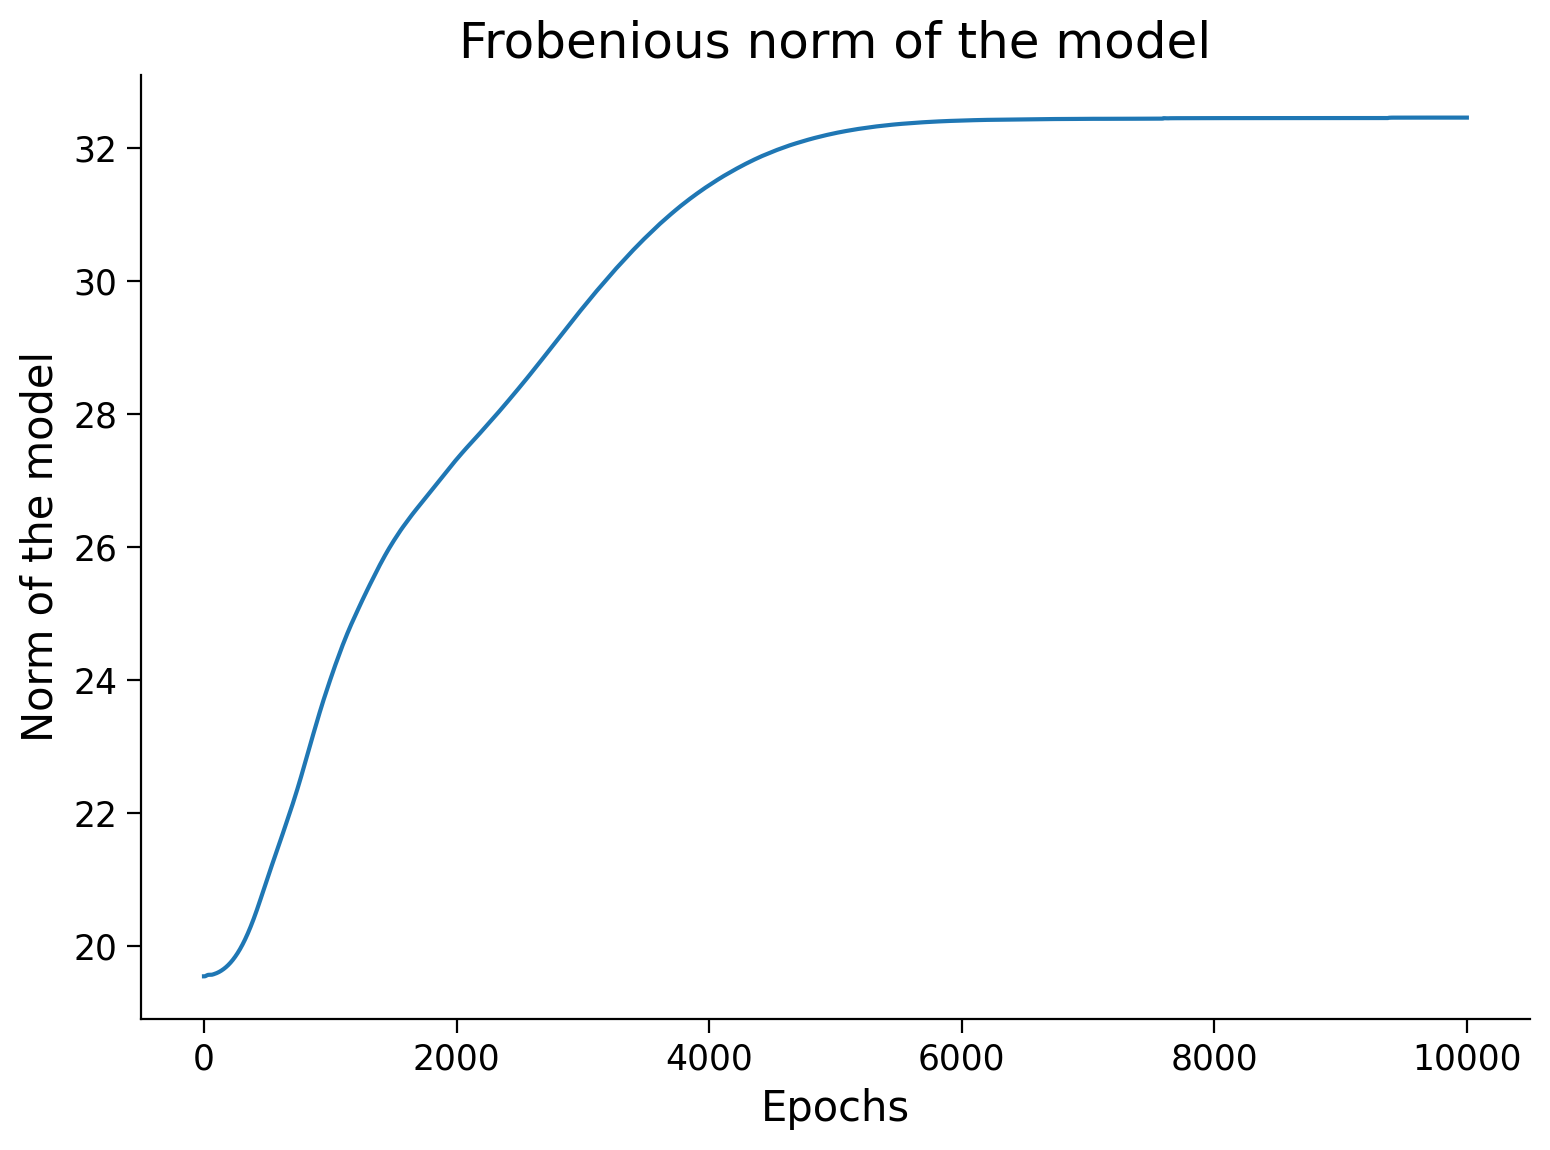 Frobenious norm of the model
Norm of the model
32
30
28
26
24
22
20
0 2000 4000 6000 8000 10000
Epochs